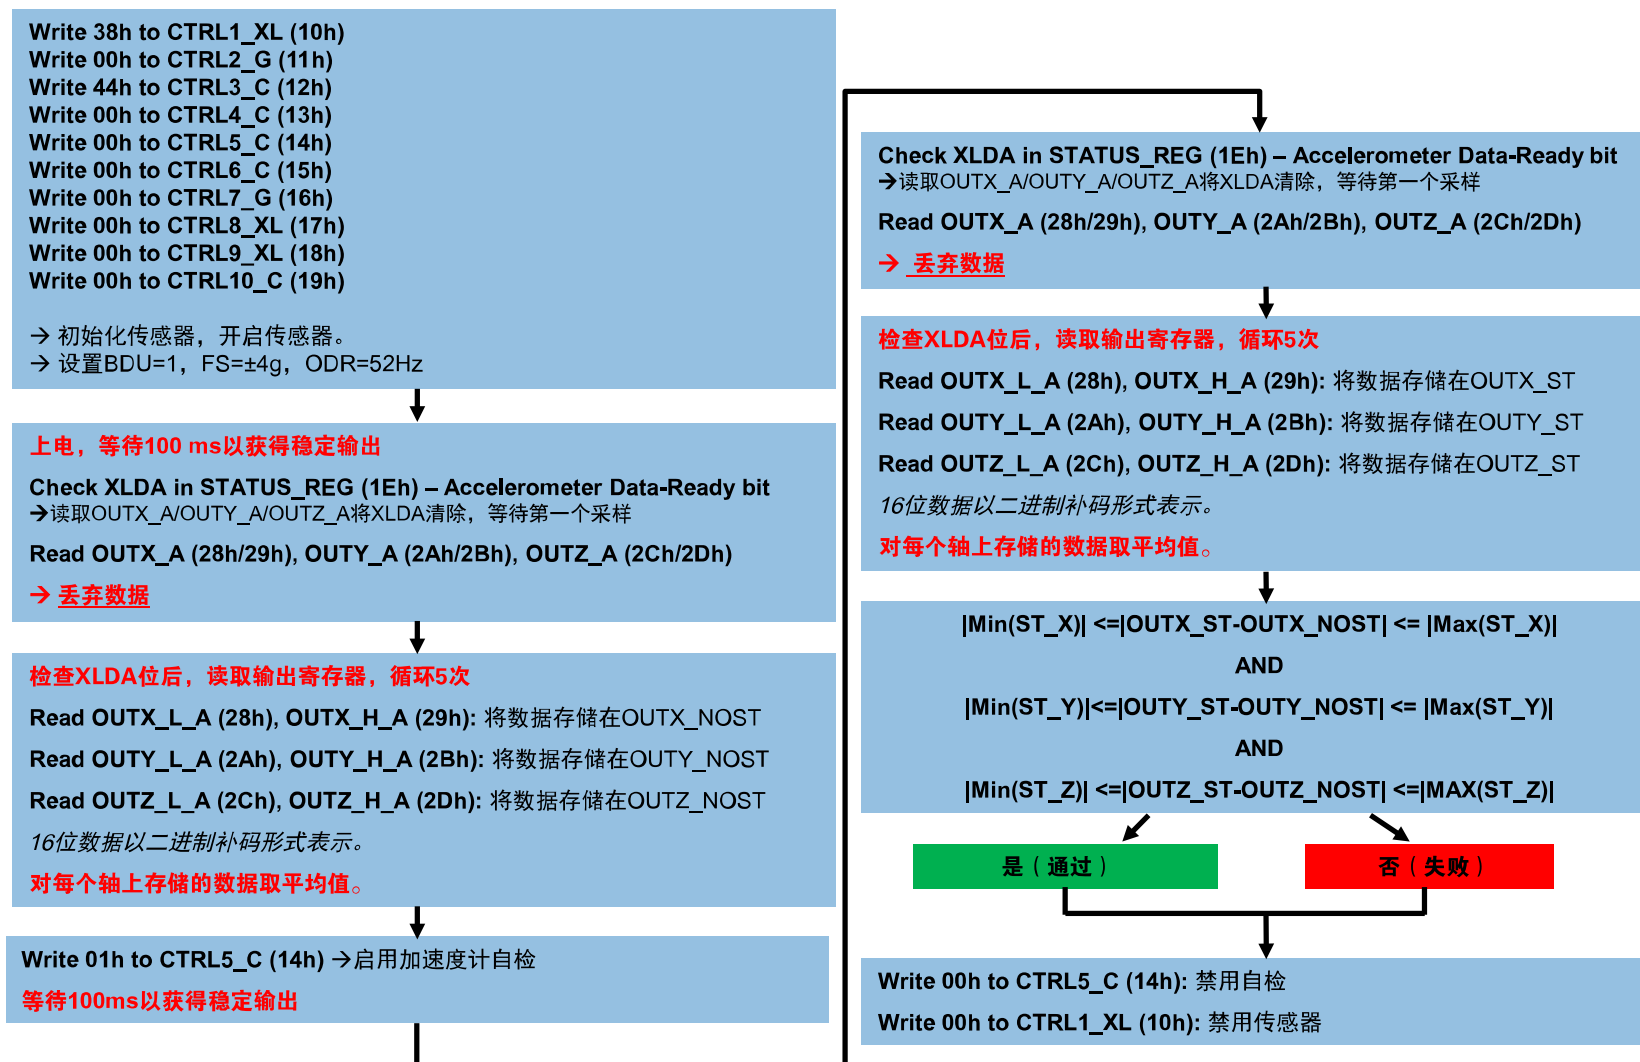 Write 38h to CTRL1_XL (10h)
Write 00h to CTRL2_G (11h)
Write 44h to CTRL3_C (12h)
Write 00h to CTRL4_C (13h)
Write 00h to CTRL5_C (14h)
Write 00h to CTRL6_C (15h)
Write 00h to CTRL7_G (16h)
Write 00h to CTRL8_XL (17h)
Write 00h to CTRL9_XL (18h)
Write 00h to CTRL10_C (19h)
→ 初始化传感器，开启传感器。
→ 设置BDU=1，FS=±4g，ODR=52Hz
上电，等待100 ms以获得稳定输出
Check XLDA in STATUS_REG (1Eh) – Accelerometer Data-Ready bit
→读取OUTX_A/OUTY_A/OUTZ_A将XLDA清除，等待第一个采样
Read OUTX_A (28h/29h), OUTY_A (2Ah/2Bh), OUTZ_A (2Ch/2Dh)
→ 丢弃数据
检查XLDA位后，读取输出寄存器，循环5次
Read OUTX_L_A (28h), OUTX_H_A (29h): 将数据存储在OUTX_NOST
Read OUTY_L_A (2Ah), OUTY_H_A (2Bh): 将数据存储在OUTY_NOST
Read OUTZ_L_A (2Ch), OUTZ_H_A (2Dh): 将数据存储在OUTZ_NOST
16位数据以二进制补码形式表示。
对每个轴上存储的数据取平均值。
Write 01h to CTRL5_C (14h) →启用加速度计自检
等待100ms以获得稳定输出
Check XLDA in STATUS_REG (1Eh) – Accelerometer Data-Ready bit
→读取OUTX_A/OUTY_A/OUTZ_A将XLDA清除，等待第一个采样
Read OUTX_A (28h/29h), OUTY_A (2Ah/2Bh), OUTZ_A (2Ch/2Dh)
→ 丢弃数据
检查XLDA位后，读取输出寄存器，循环5次
Read OUTX_L_A (28h), OUTX_H_A (29h): 将数据存储在OUTX_ST
Read OUTY_L_A (2Ah), OUTY_H_A (2Bh): 将数据存储在OUTY_ST
Read OUTZ_L_A (2Ch), OUTZ_H_A (2Dh): 将数据存储在OUTZ_ST
16位数据以二进制补码形式表示。
对每个轴上存储的数据取平均值。
|Min(ST_X)| <=|OUTX_ST-OUTX_NOST| <= |Max(ST_X)|
AND
|Min(ST_Y)|<=|OUTY_ST-OUTY_NOST| <= |Max(ST_Y)|
AND
|Min(ST_Z)| <=|OUTZ_ST-OUTZ_NOST| <=|MAX(ST_Z)|
是（通过）
否（失败）
Write 00h to CTRL5_C (14h): 禁用自检
Write 00h to CTRL1_XL (10h): 禁用传感器